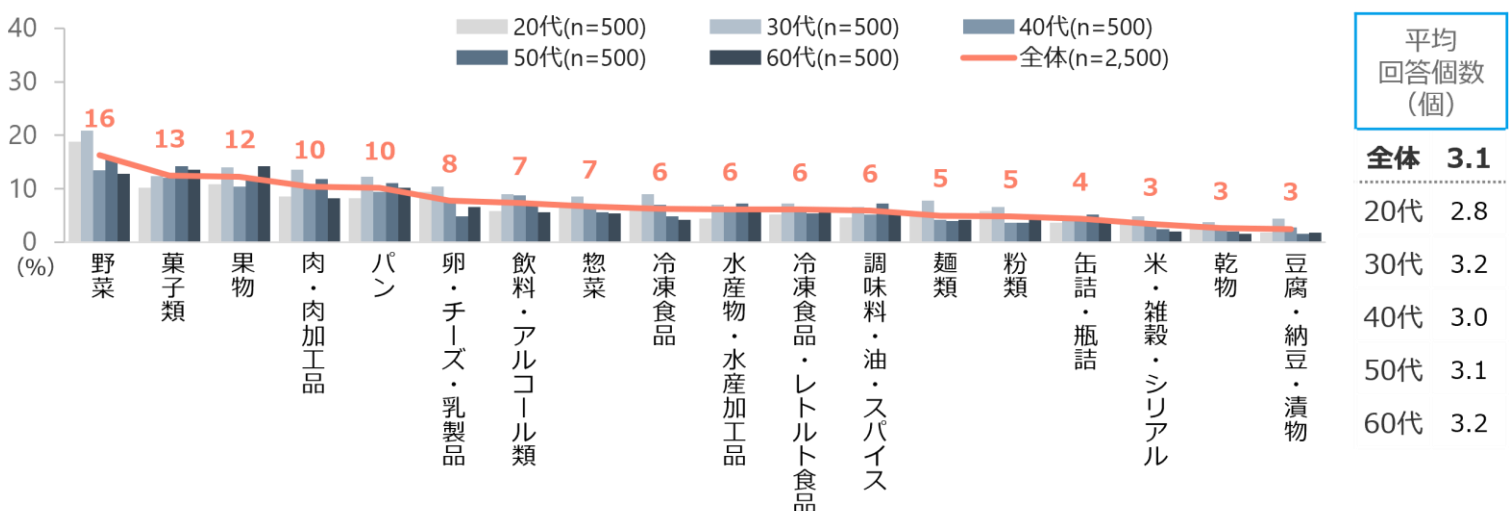 20代(n=500) 30代(n=500) 40代(n=500)
50代(n=500) 60代(n=500) 全体(n=2,500)
40
30
20
10
0
(%)
16 13 12 10 10 8 7 7 6 6 6 6 5 5 4 3 3 3
野菜
菓子類
果物
肉・肉加工品
パン
卵・チーズ・乳製品
飲料・アルコール類
惣菜
冷凍食品
水産物・水産加工品
冷凍食品・レトルト食品
調味料・油・スパイス
麺類
粉類
缶詰・瓶詰
米・雑穀・シリアル
乾物
豆腐・納豆・漬物
平均
回答個数
（個）
全体 3.1
20代 2.8
30代 3.2
40代 3.0
50代 3.1
60代 3.2